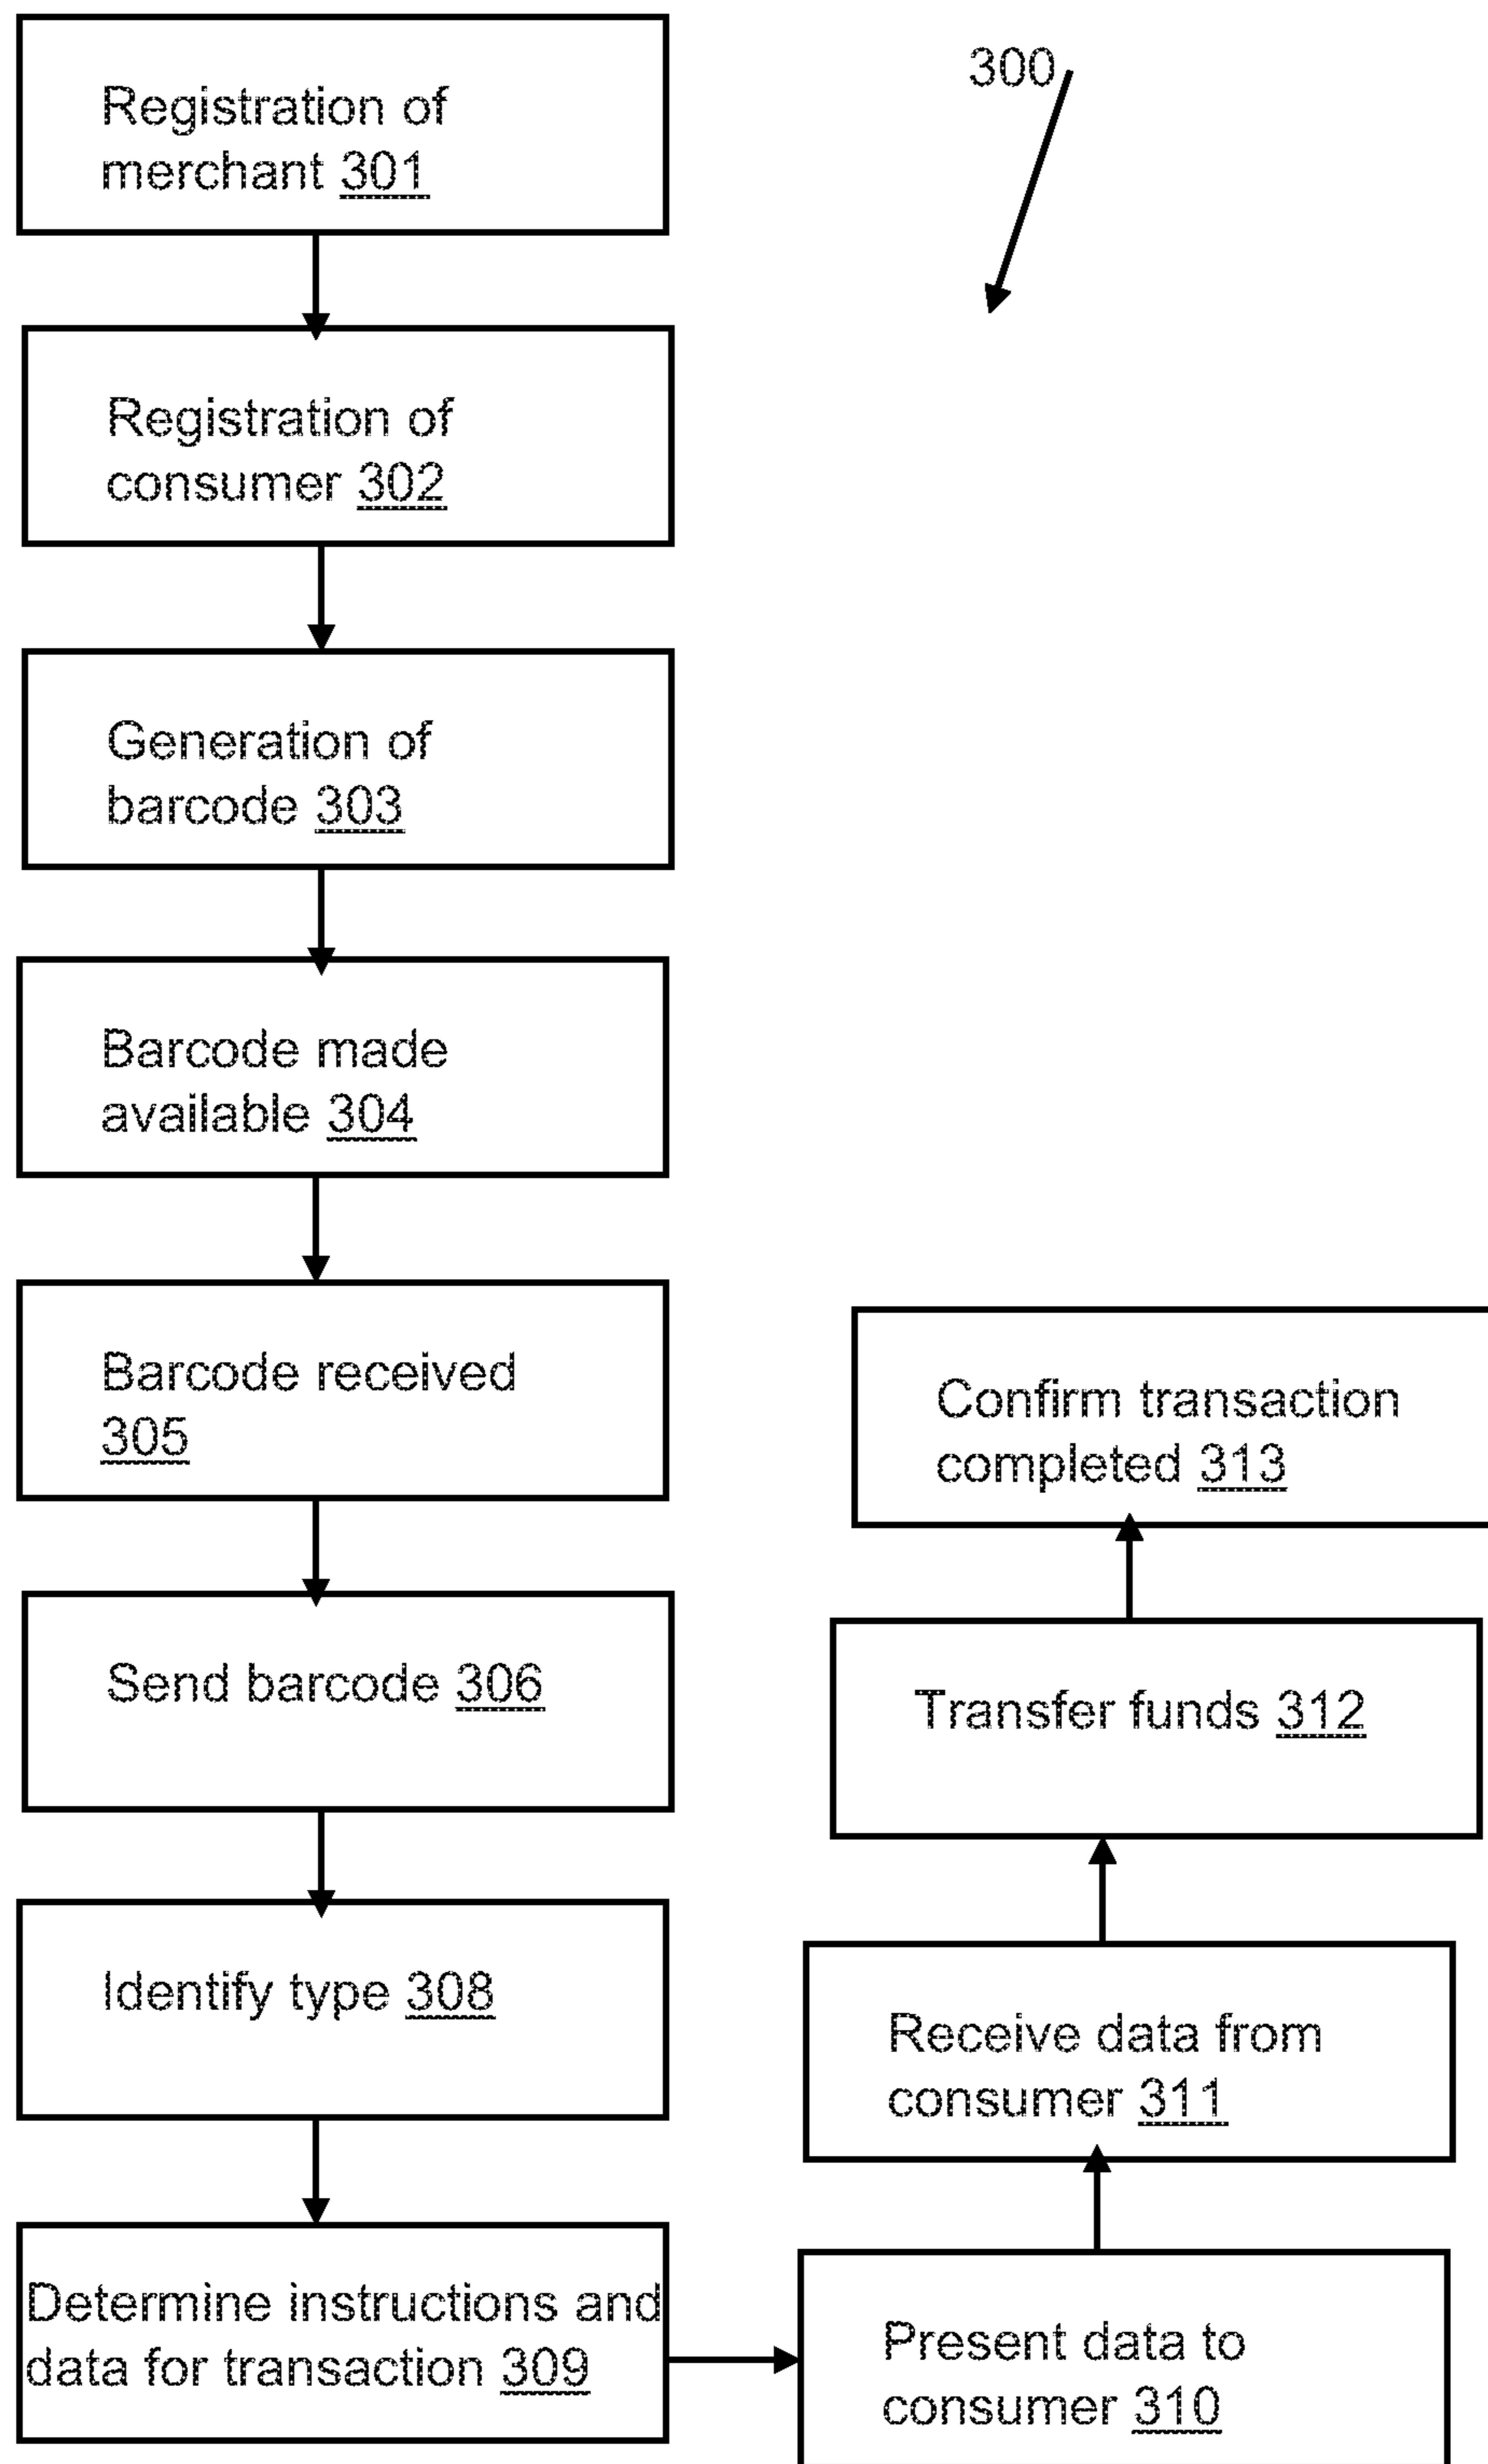 300
Registration of
merchant 301
Registration of
consumer 302
Generation of
barcode 303
Barcode made
available 304
Barcode received
305
Send barcode 306
Identify type 308
Determine instructions and
data for transaction 309
Present data to
consumer 310
Receive data from
consumer 311
Transfer funds 312
Confirm transaction
completed 313